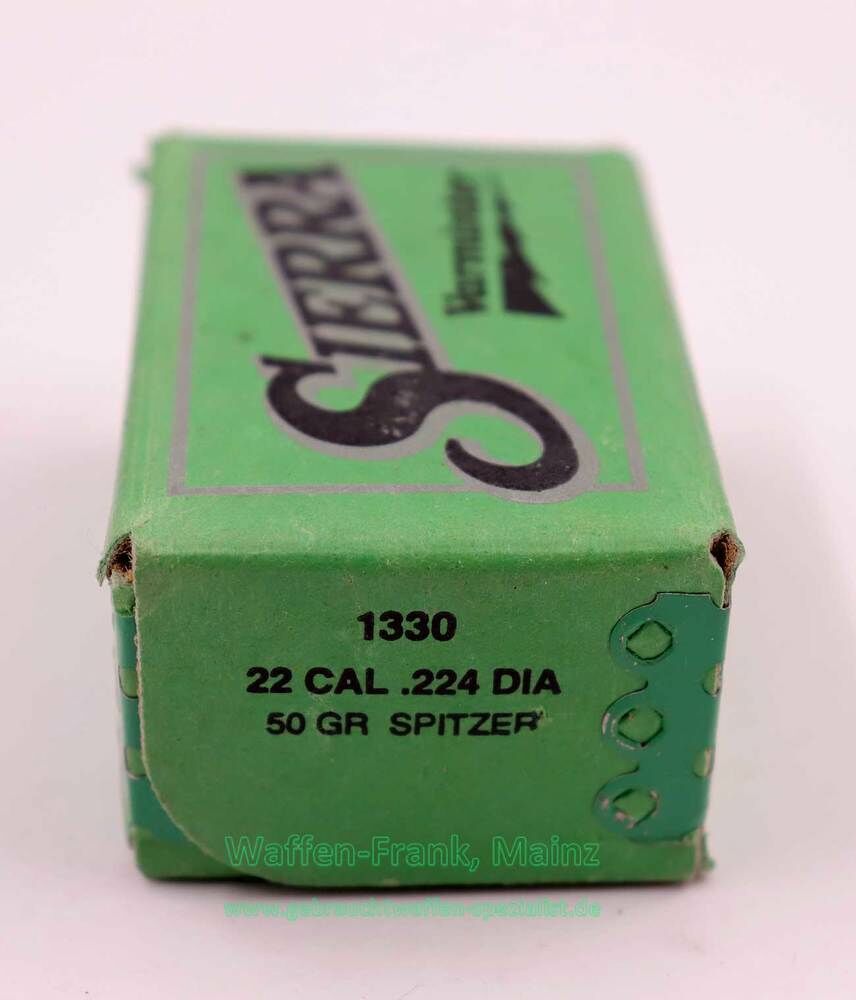 SIERRA
Varminter
1330
22 CAL .224 DIA
50 GR SPITZER
Waffen-Frank, Mainz
www.gebrauchtwaffen-spezialist.de